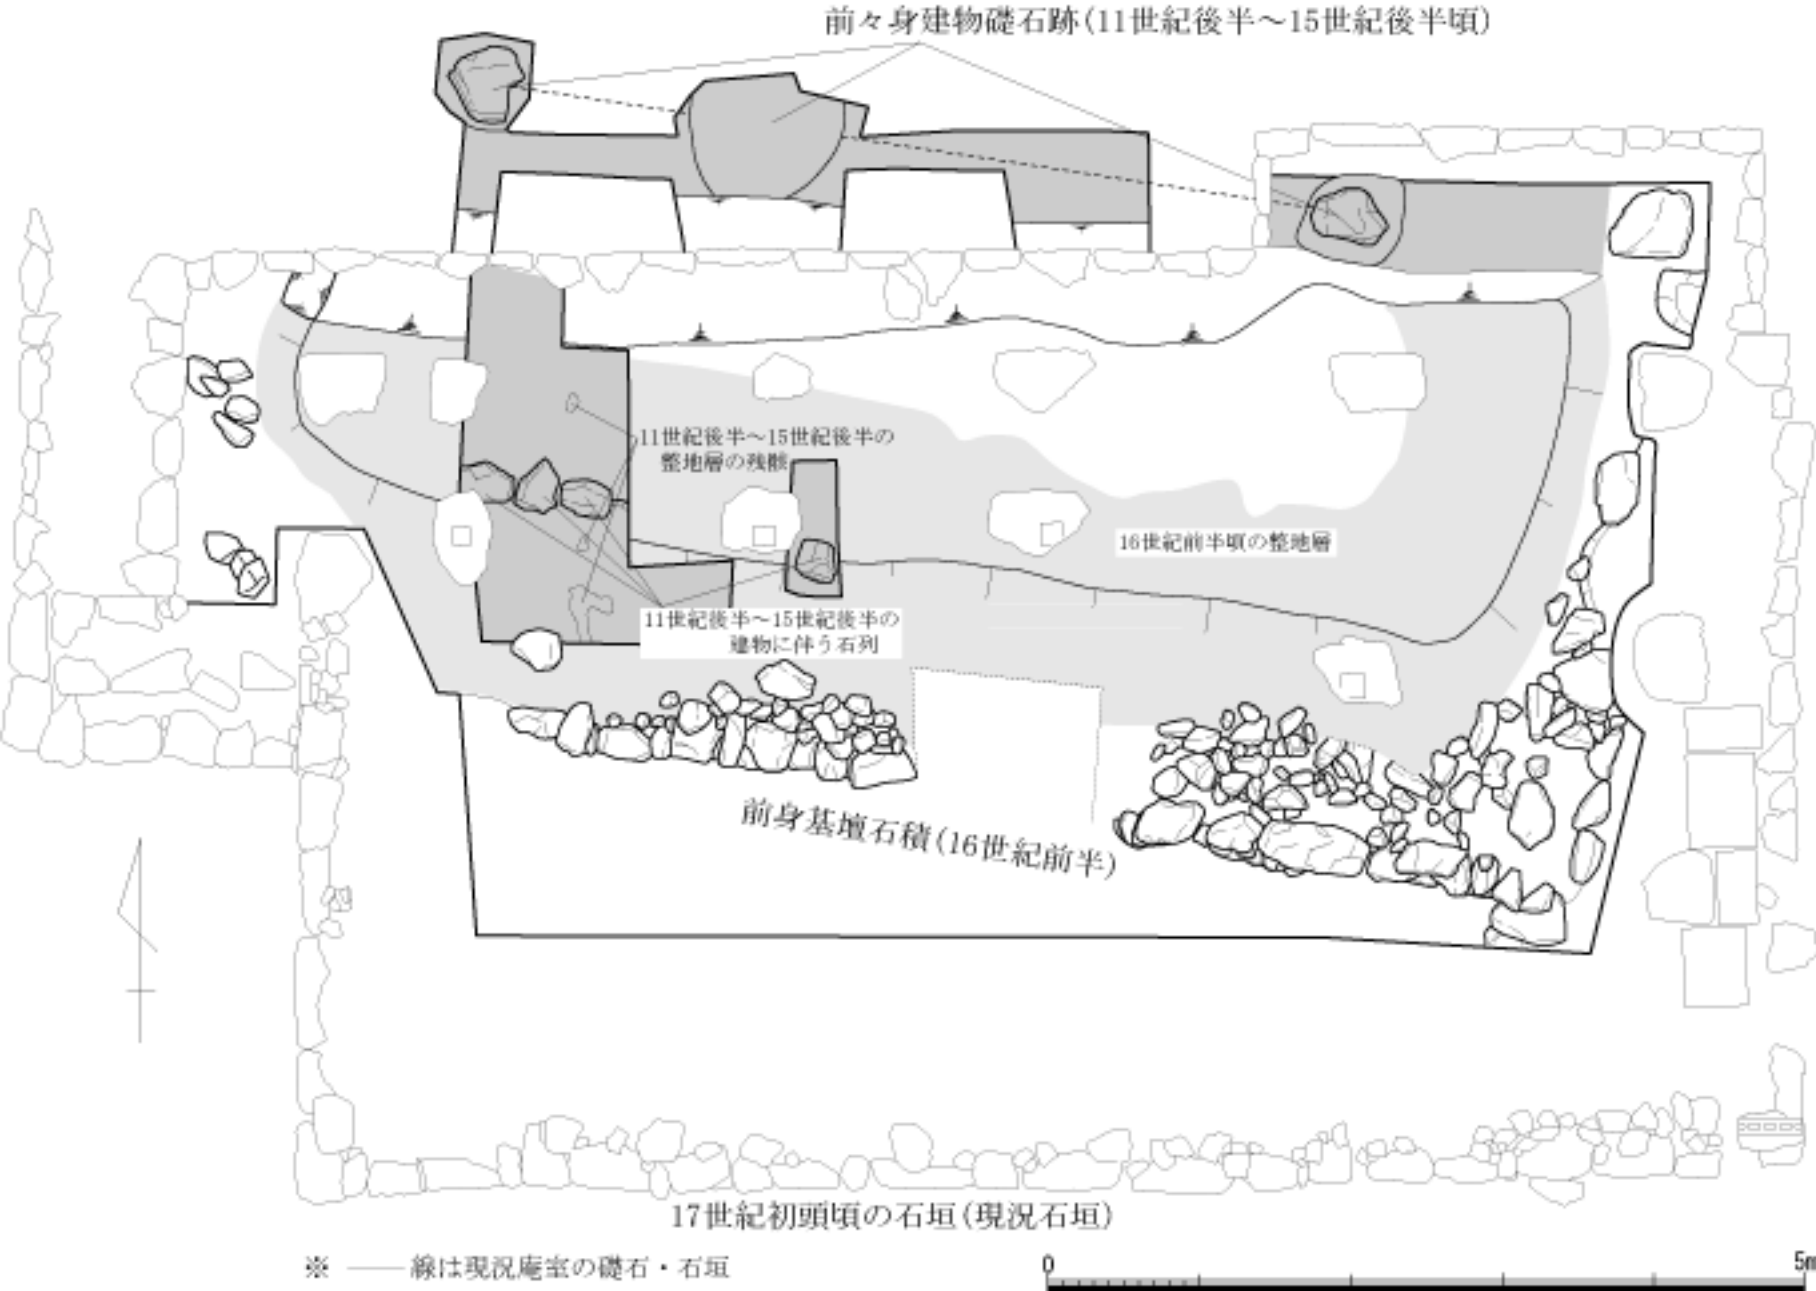 前々身建物礎石跡(11世紀後半～15世紀後半頃)
11世紀後半～15世紀後半の
整地層の残骸
16世紀前半頃の整地層
11世紀後半～15世紀後半の
建物に伴う石列
前身基壇石積(16世紀前半)
17世紀初頭頃の石垣(現況石垣)
※ ――線は現況庵室の礎石・石垣
0 5m